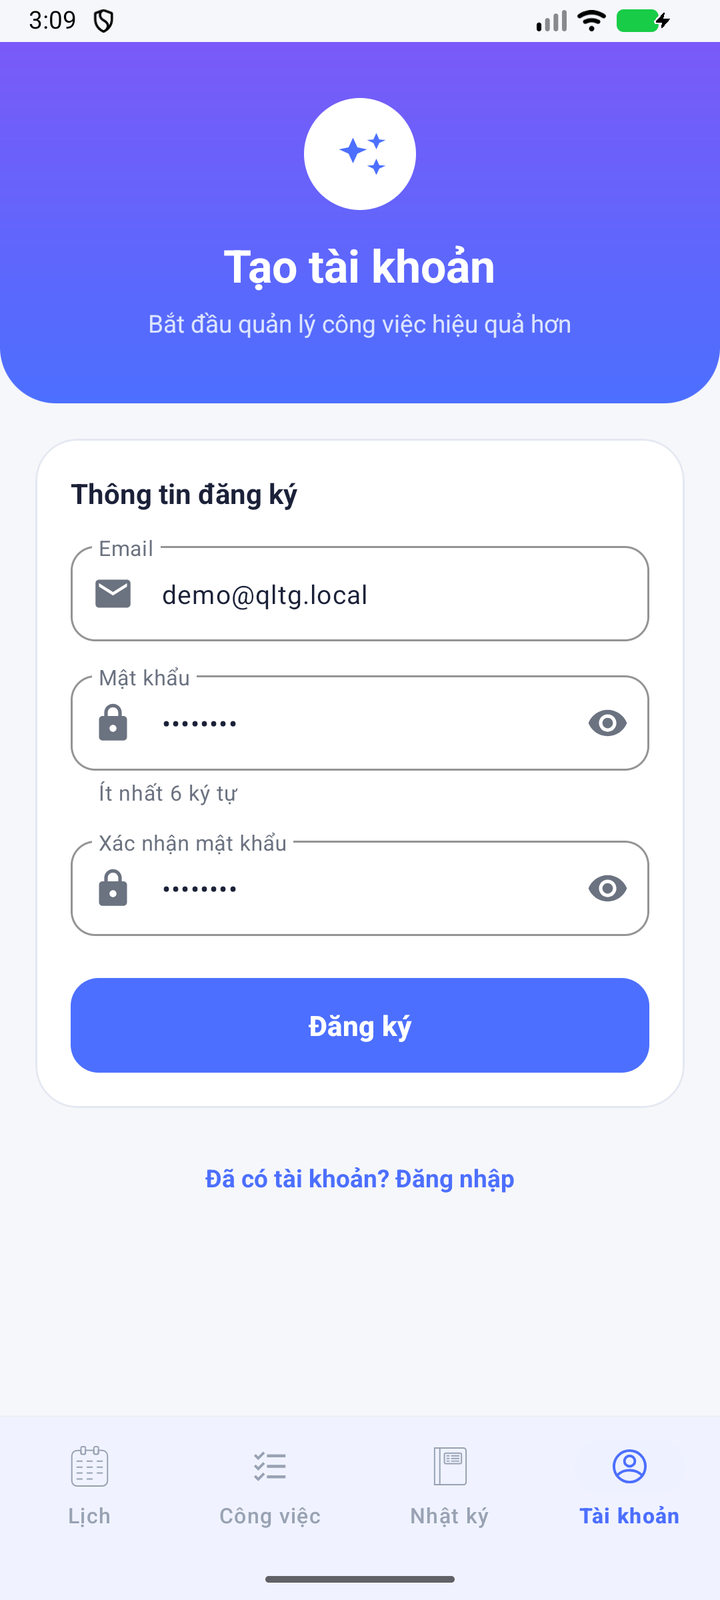 3:09
Tạo tài khoản
Bắt đầu quản lý công việc hiệu quả hơn
Thông tin đăng ký
Email
demo@qltg.local
Mật khẩu
••••••••
Ít nhất 6 ký tự
Xác nhận mật khẩu
••••••••
Đăng ký
Đã có tài khoản? Đăng nhập
Lịch
Công việc
Nhật ký
Tài khoản